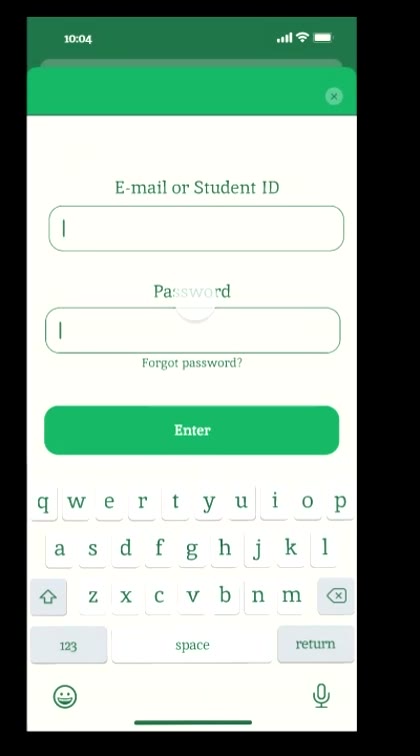 10:04
E-mail or Student ID
Password
Forgot password?
Enter
q w e r t y u i o p
a s d f g h j k l
z x c v b n m
123 space return